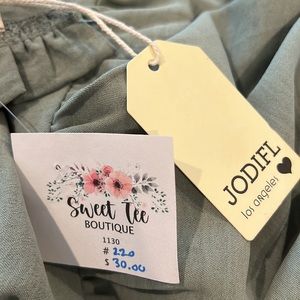 JODIFL
los angeles
Sweet Tee
BOUTIQUE
1130
# 220
$ 30.00